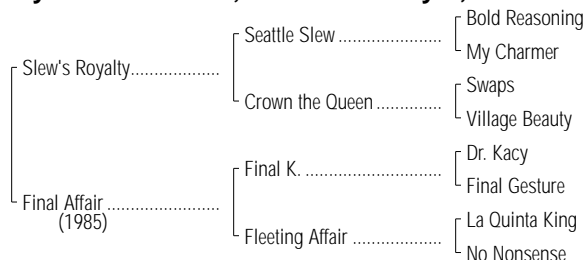 Bold Reasoning
Seattle Slew ....................
My Charmer
Slew's Royalty.................
Swaps
Crown the Queen .............
Village Beauty
Dr. Kacy
Final K. ..........................
Final Gesture
Final Affair ......................
(1985)
La Quinta King
Fleeting Affair .................
No Nonsense